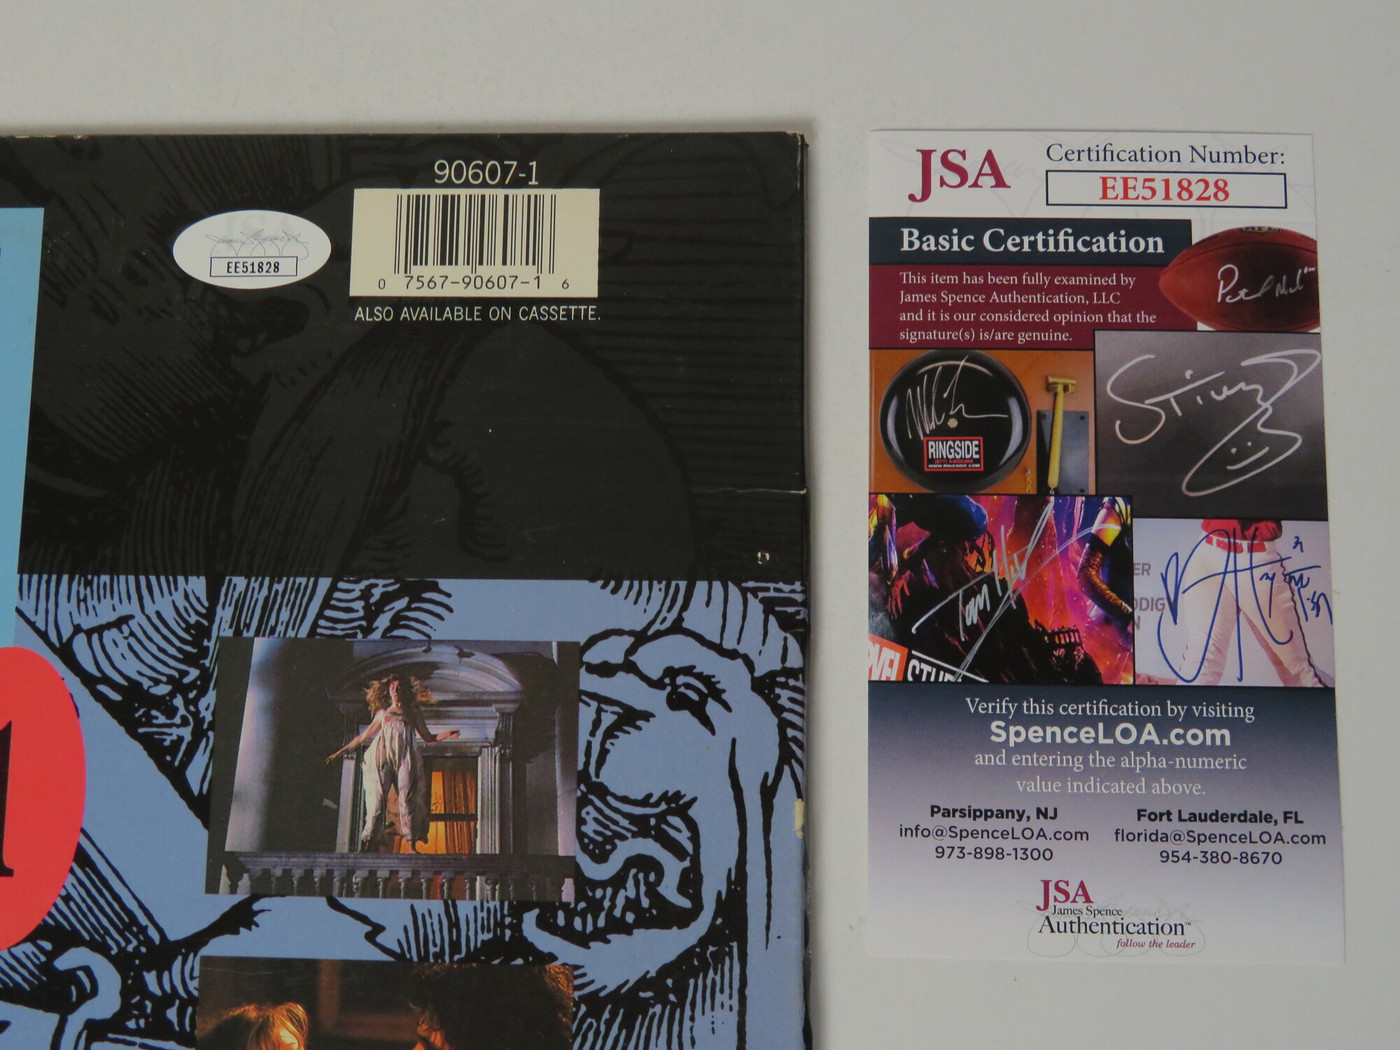 90607-1
EE51828
0 7567-90607-1 6
ALSO AVAILABLE ON CASSETTE.
1
JSA
Certification Number:
EE51828
Basic Certification
This item has been fully examined by
James Spence Authentication, LLC
and it is our considered opinion that the
signature(s) is/are genuine.
RINGSIDE
ER
ODIG
N
Verify this certification by visiting
SpenceLOA.com
and entering the alpha-numeric
value indicated above.
Parsippany, NJ
info@SpenceLOA.com
973-898-1300
Fort Lauderdale, FL
florida@SpenceLOA.com
954-380-8670
JSA
James Spence
Authentication™
follow the leader